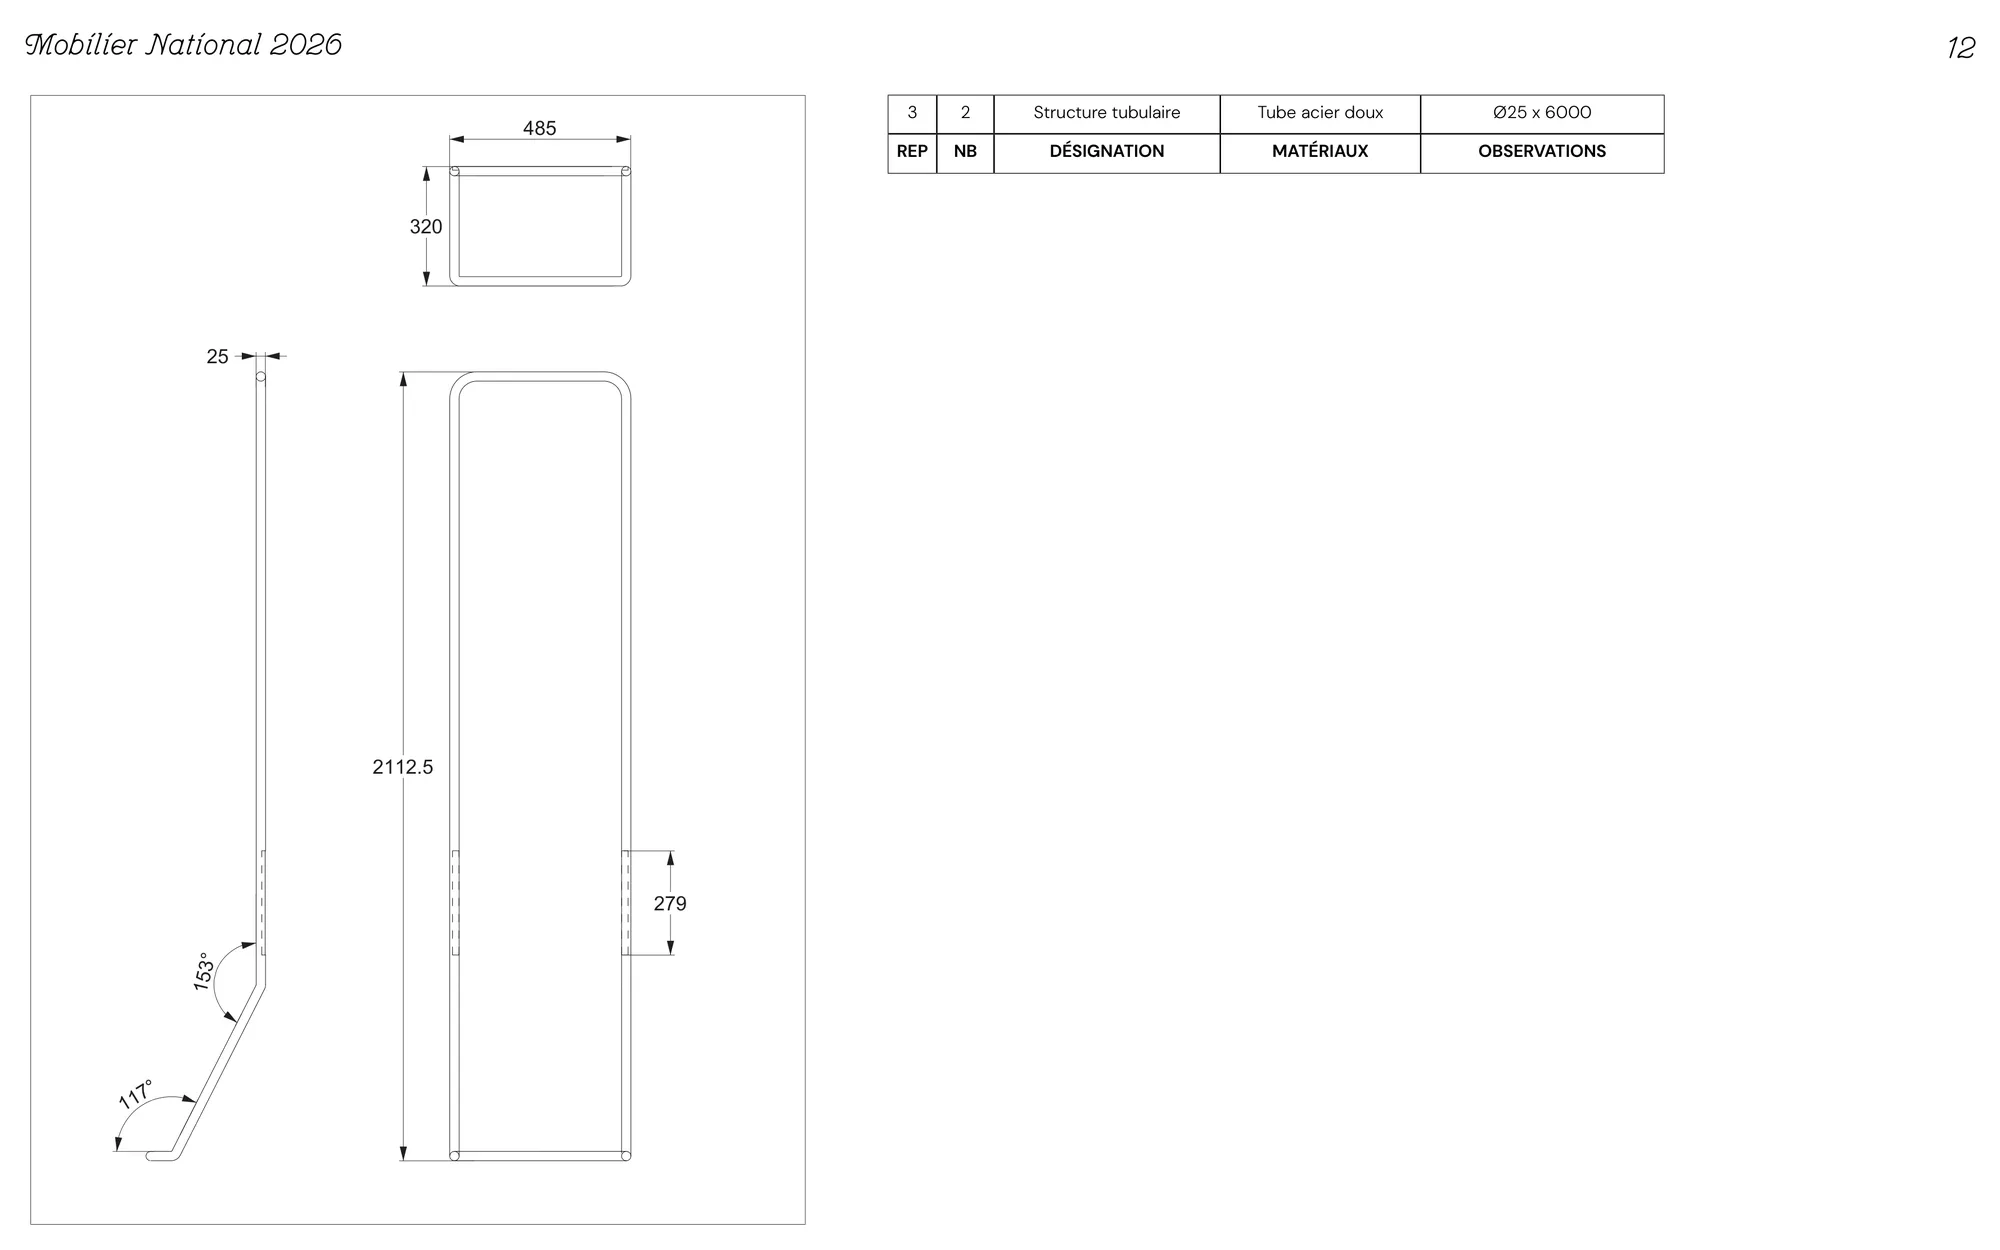 Mobilier National 2026
12
485
320
25
2112.5
279
153°
117°
3 2 Structure tubulaire Tube acier doux Ø25 x 6000
REP NB DÉSIGNATION MATÉRIAUX OBSERVATIONS